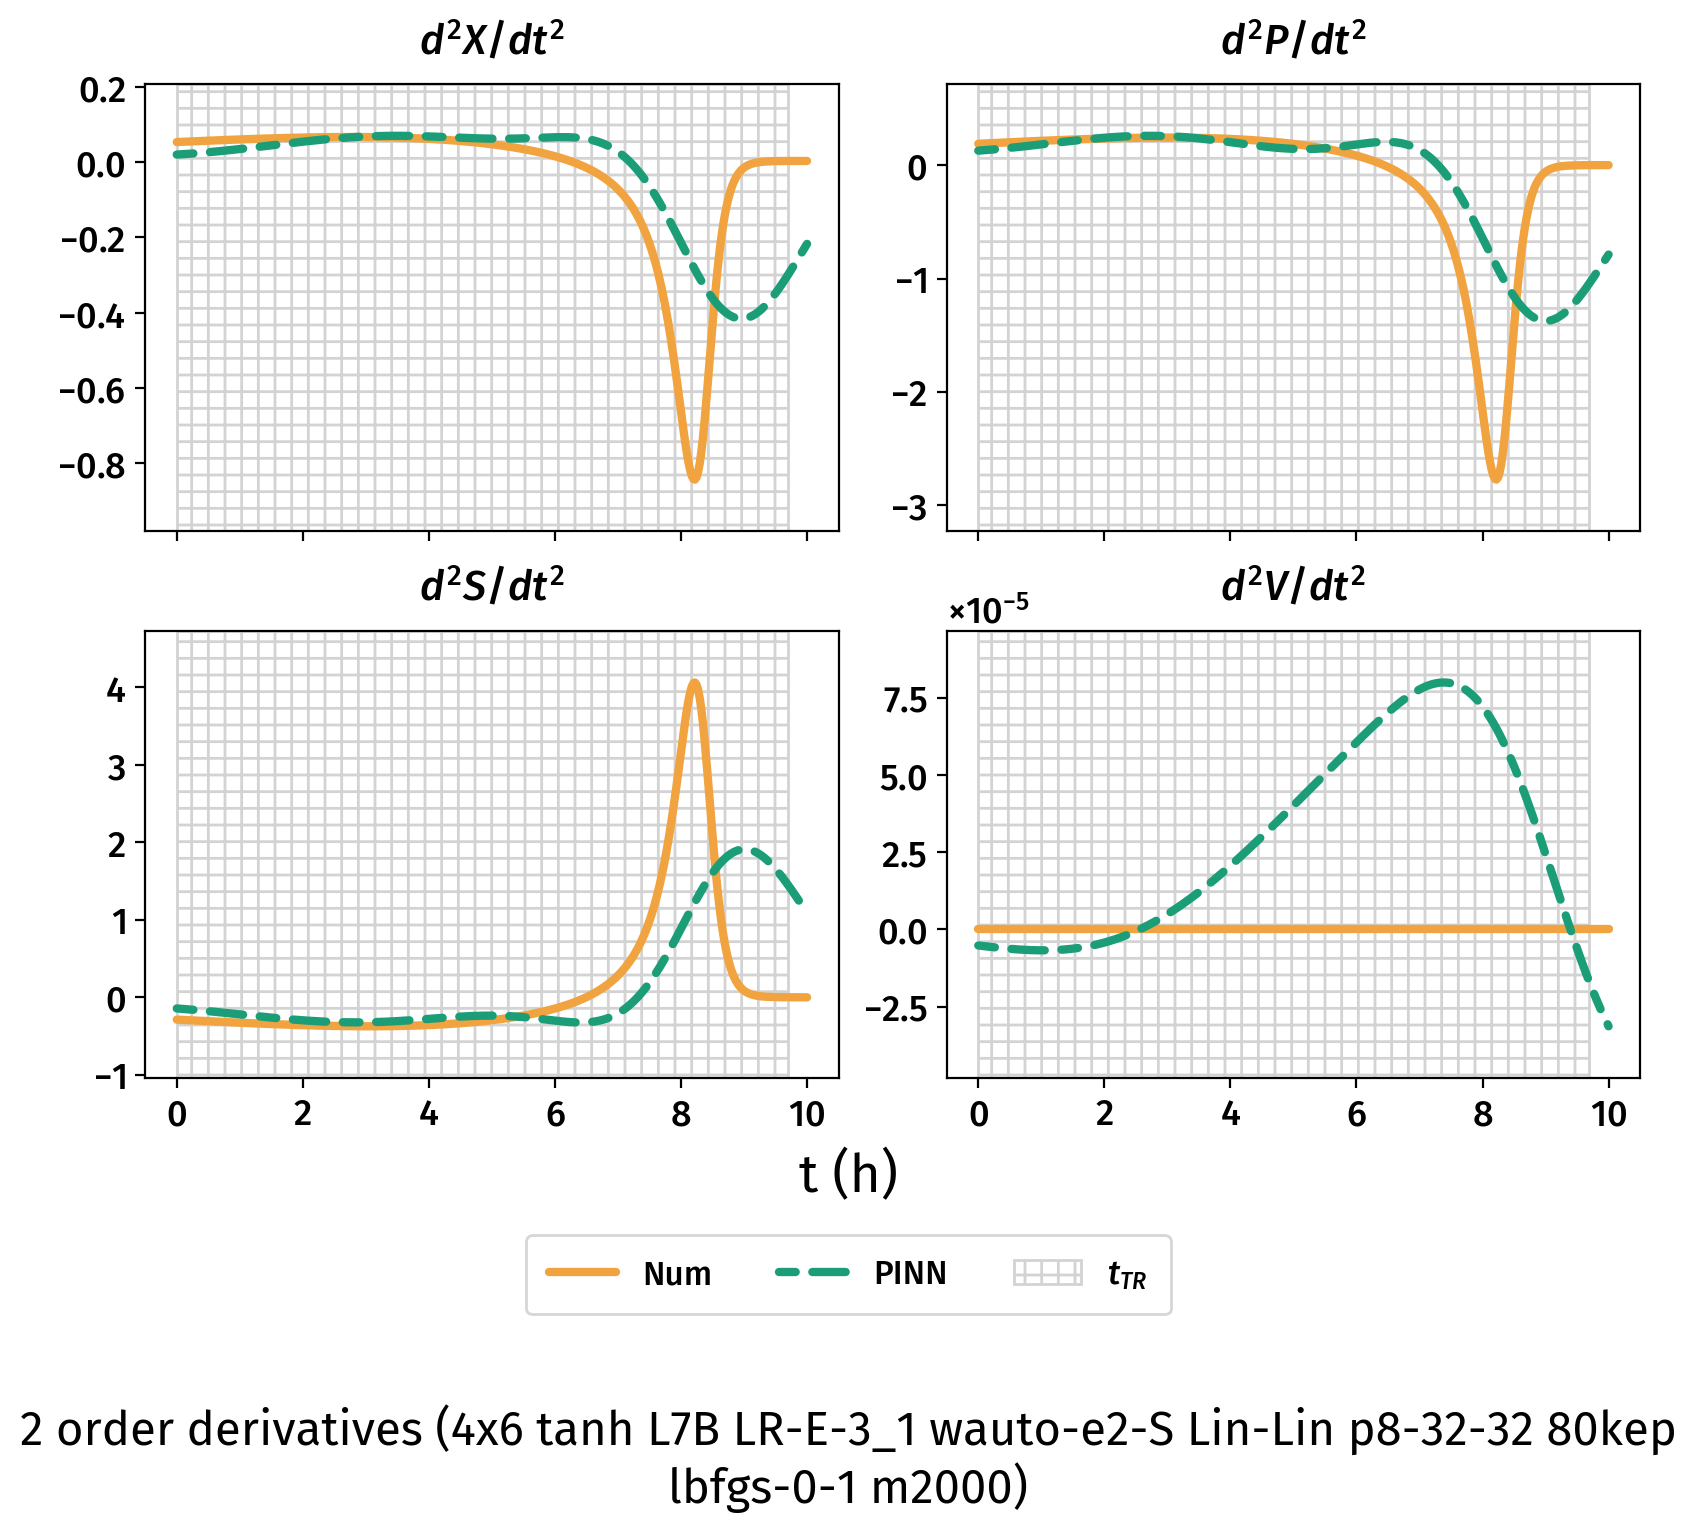 d²X/dt²
d²P/dt²
0.2
0.0
−0.2
−0.4
−0.6
−0.8
0
−1
−2
−3
d²S/dt²
d²V/dt²
×10⁻⁵
4
3
2
1
0
−1
7.5
5.0
2.5
0.0
−2.5
0 2 4 6 8 10
0 2 4 6 8 10
t (h)
Num PINN t_TR
2 order derivatives (4x6 tanh L7B LR-E-3_1 wauto-e2-S Lin-Lin p8-32-32 80kep
lbfgs-0-1 m2000)